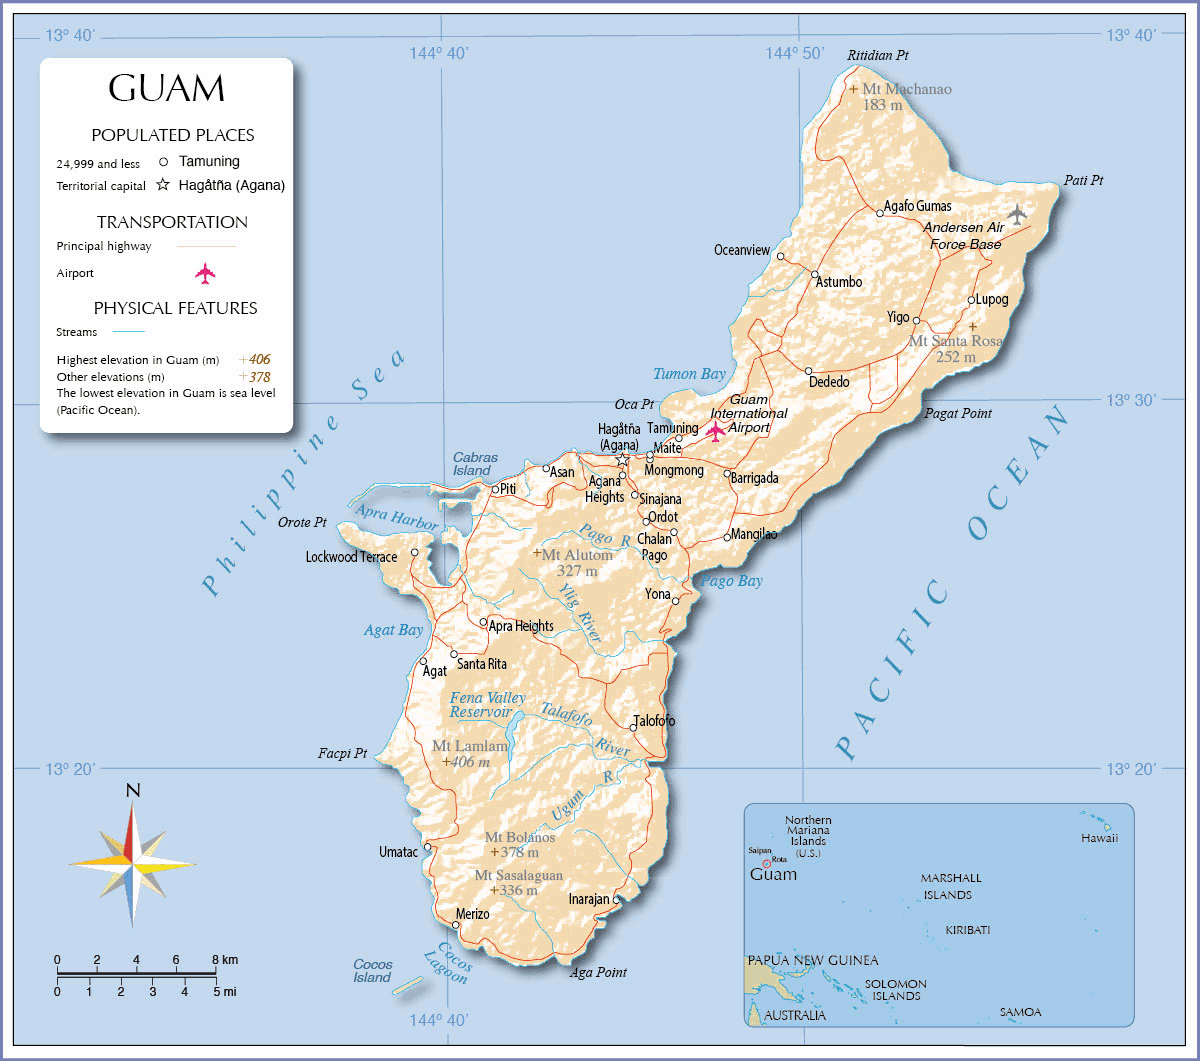 13º 40'
144º 40'
144º 50'
13º 40'
GUAM
POPULATED PLACES
24,999 and less Tamuning
Territorial capital Hagåtña (Agana)
TRANSPORTATION
Principal highway
Airport
PHYSICAL FEATURES
Streams
Highest elevation in Guam (m) +406
Other elevations (m) +378
The lowest elevation in Guam is sea level
(Pacific Ocean).
Ritidian Pt
+ Mt Machanao
183 m
Pati Pt
Agafo Gumas
Andersen Air
Force Base
Oceanview
Astumbo
Lupog
Yigo
+
Mt Santa Rosa
252 m
Philippine Sea
Tumon Bay
Dededo
13º 30'
Oca Pt
Guam
International
Airport
Pagat Point
Hagåtña
(Agana)
Tamuning
Maite
Mongmong
Cabras
Island
Asan
Piti
Agana
Heights
Sinajana
Barrigada
Orote Pt
Apra Harbor
Ordot
Pago R
Chalan
Pago
Mangilao
PACIFIC OCEAN
Lockwood Terrace
+Mt Alutom
327 m
Pago Bay
Ylig River
Yona
Agat Bay
Apra Heights
Santa Rita
Agat
Fena Valley
Reservoir
Talafofo
River
Talofofo
Facpi Pt
Mt Lamlam
+406 m
13º 20'
13º 20'
Ugum R
N
Umatac
Mt Bolanos
+378 m
Mt Sasalaguan
+336 m
Inarajan
Merizo
Cocos
Lagoon
Cocos
Island
Aga Point
0 2 4 6 8 km
0 1 2 3 4 5 mi
144º 40'
Northern
Mariana
Islands
(U.S.)
Saipan
Rota
Guam
Hawaii
MARSHALL
ISLANDS
KIRIBATI
PAPUA NEW GUINEA
SOLOMON
ISLANDS
AUSTRALIA
SAMOA